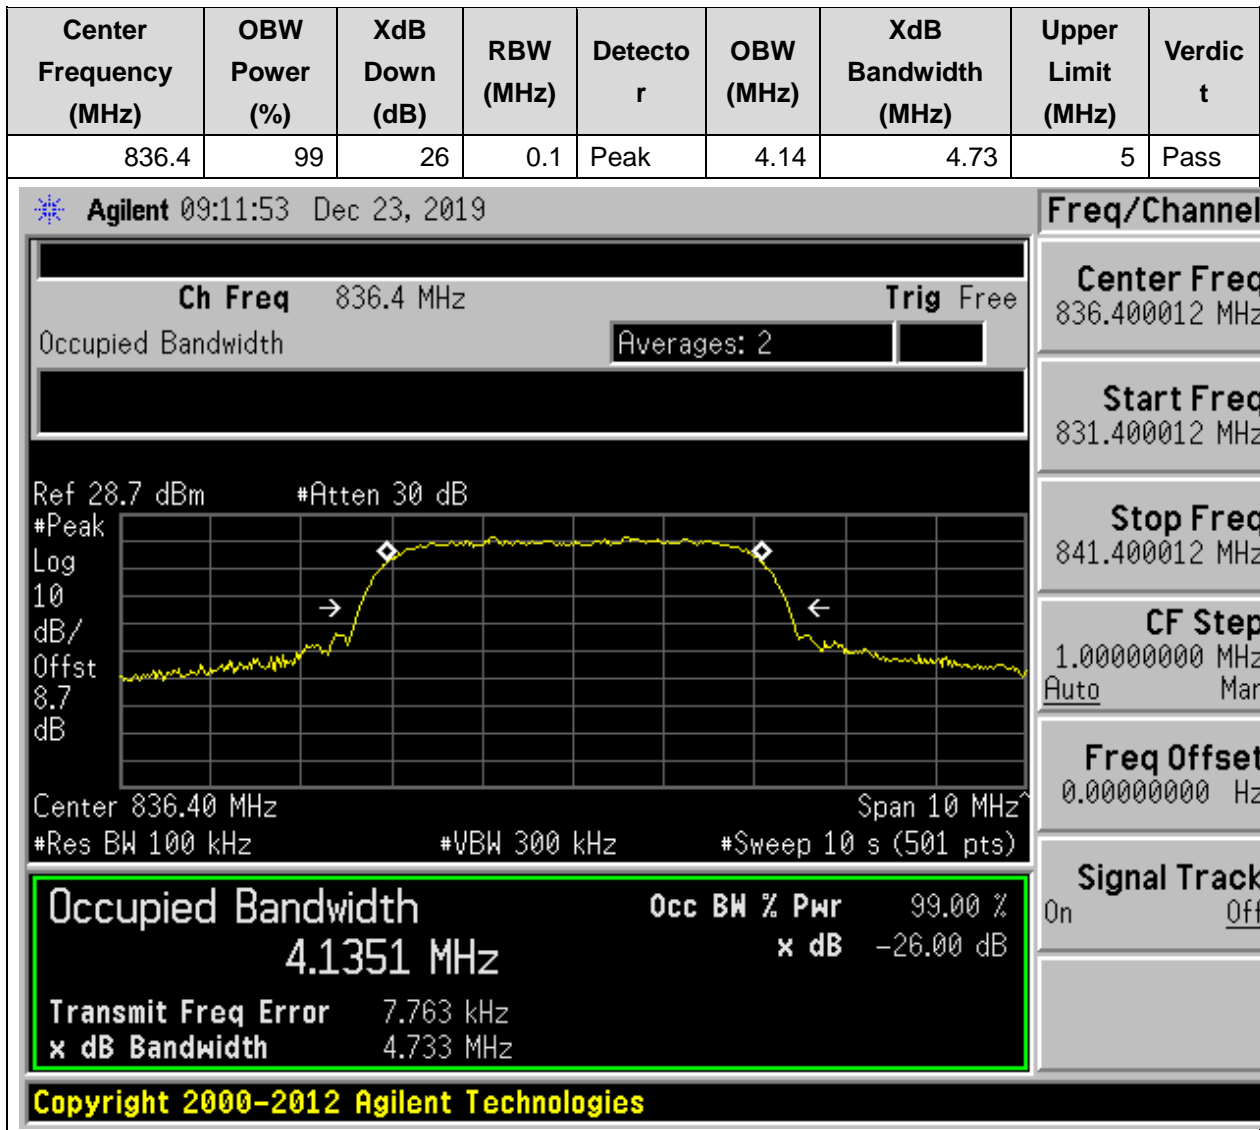 Center Frequency (MHz) OBW Power (%) XdB Down (dB) RBW (MHz) Detector OBW (MHz) XdB Bandwidth (MHz) Upper Limit (MHz) Verdict
836.4 99 26 0.1 Peak 4.14 4.73 5 Pass
Agilent 09:11:53 Dec 23, 2019
Freq/Channel
Ch Freq 836.4 MHz Trig Free
Occupied Bandwidth Averages: 2
Center Freq
836.400012 MHz
Start Freq
831.400012 MHz
Stop Freq
841.400012 MHz
CF Step
1.00000000 MHz
Auto Man
Freq Offset
0.00000000 Hz
Signal Track
On Off
Ref 28.7 dBm #Atten 30 dB
#Peak
Log
10
dB/
Offst
8.7
dB
Center 836.40 MHz Span 10 MHz^
#Res BW 100 kHz #VBW 300 kHz #Sweep 10 s (501 pts)
Occupied Bandwidth Occ BW % Pwr 99.00 %
4.1351 MHz x dB -26.00 dB
Transmit Freq Error 7.763 kHz
x dB Bandwidth 4.733 MHz
Copyright 2000-2012 Agilent Technologies